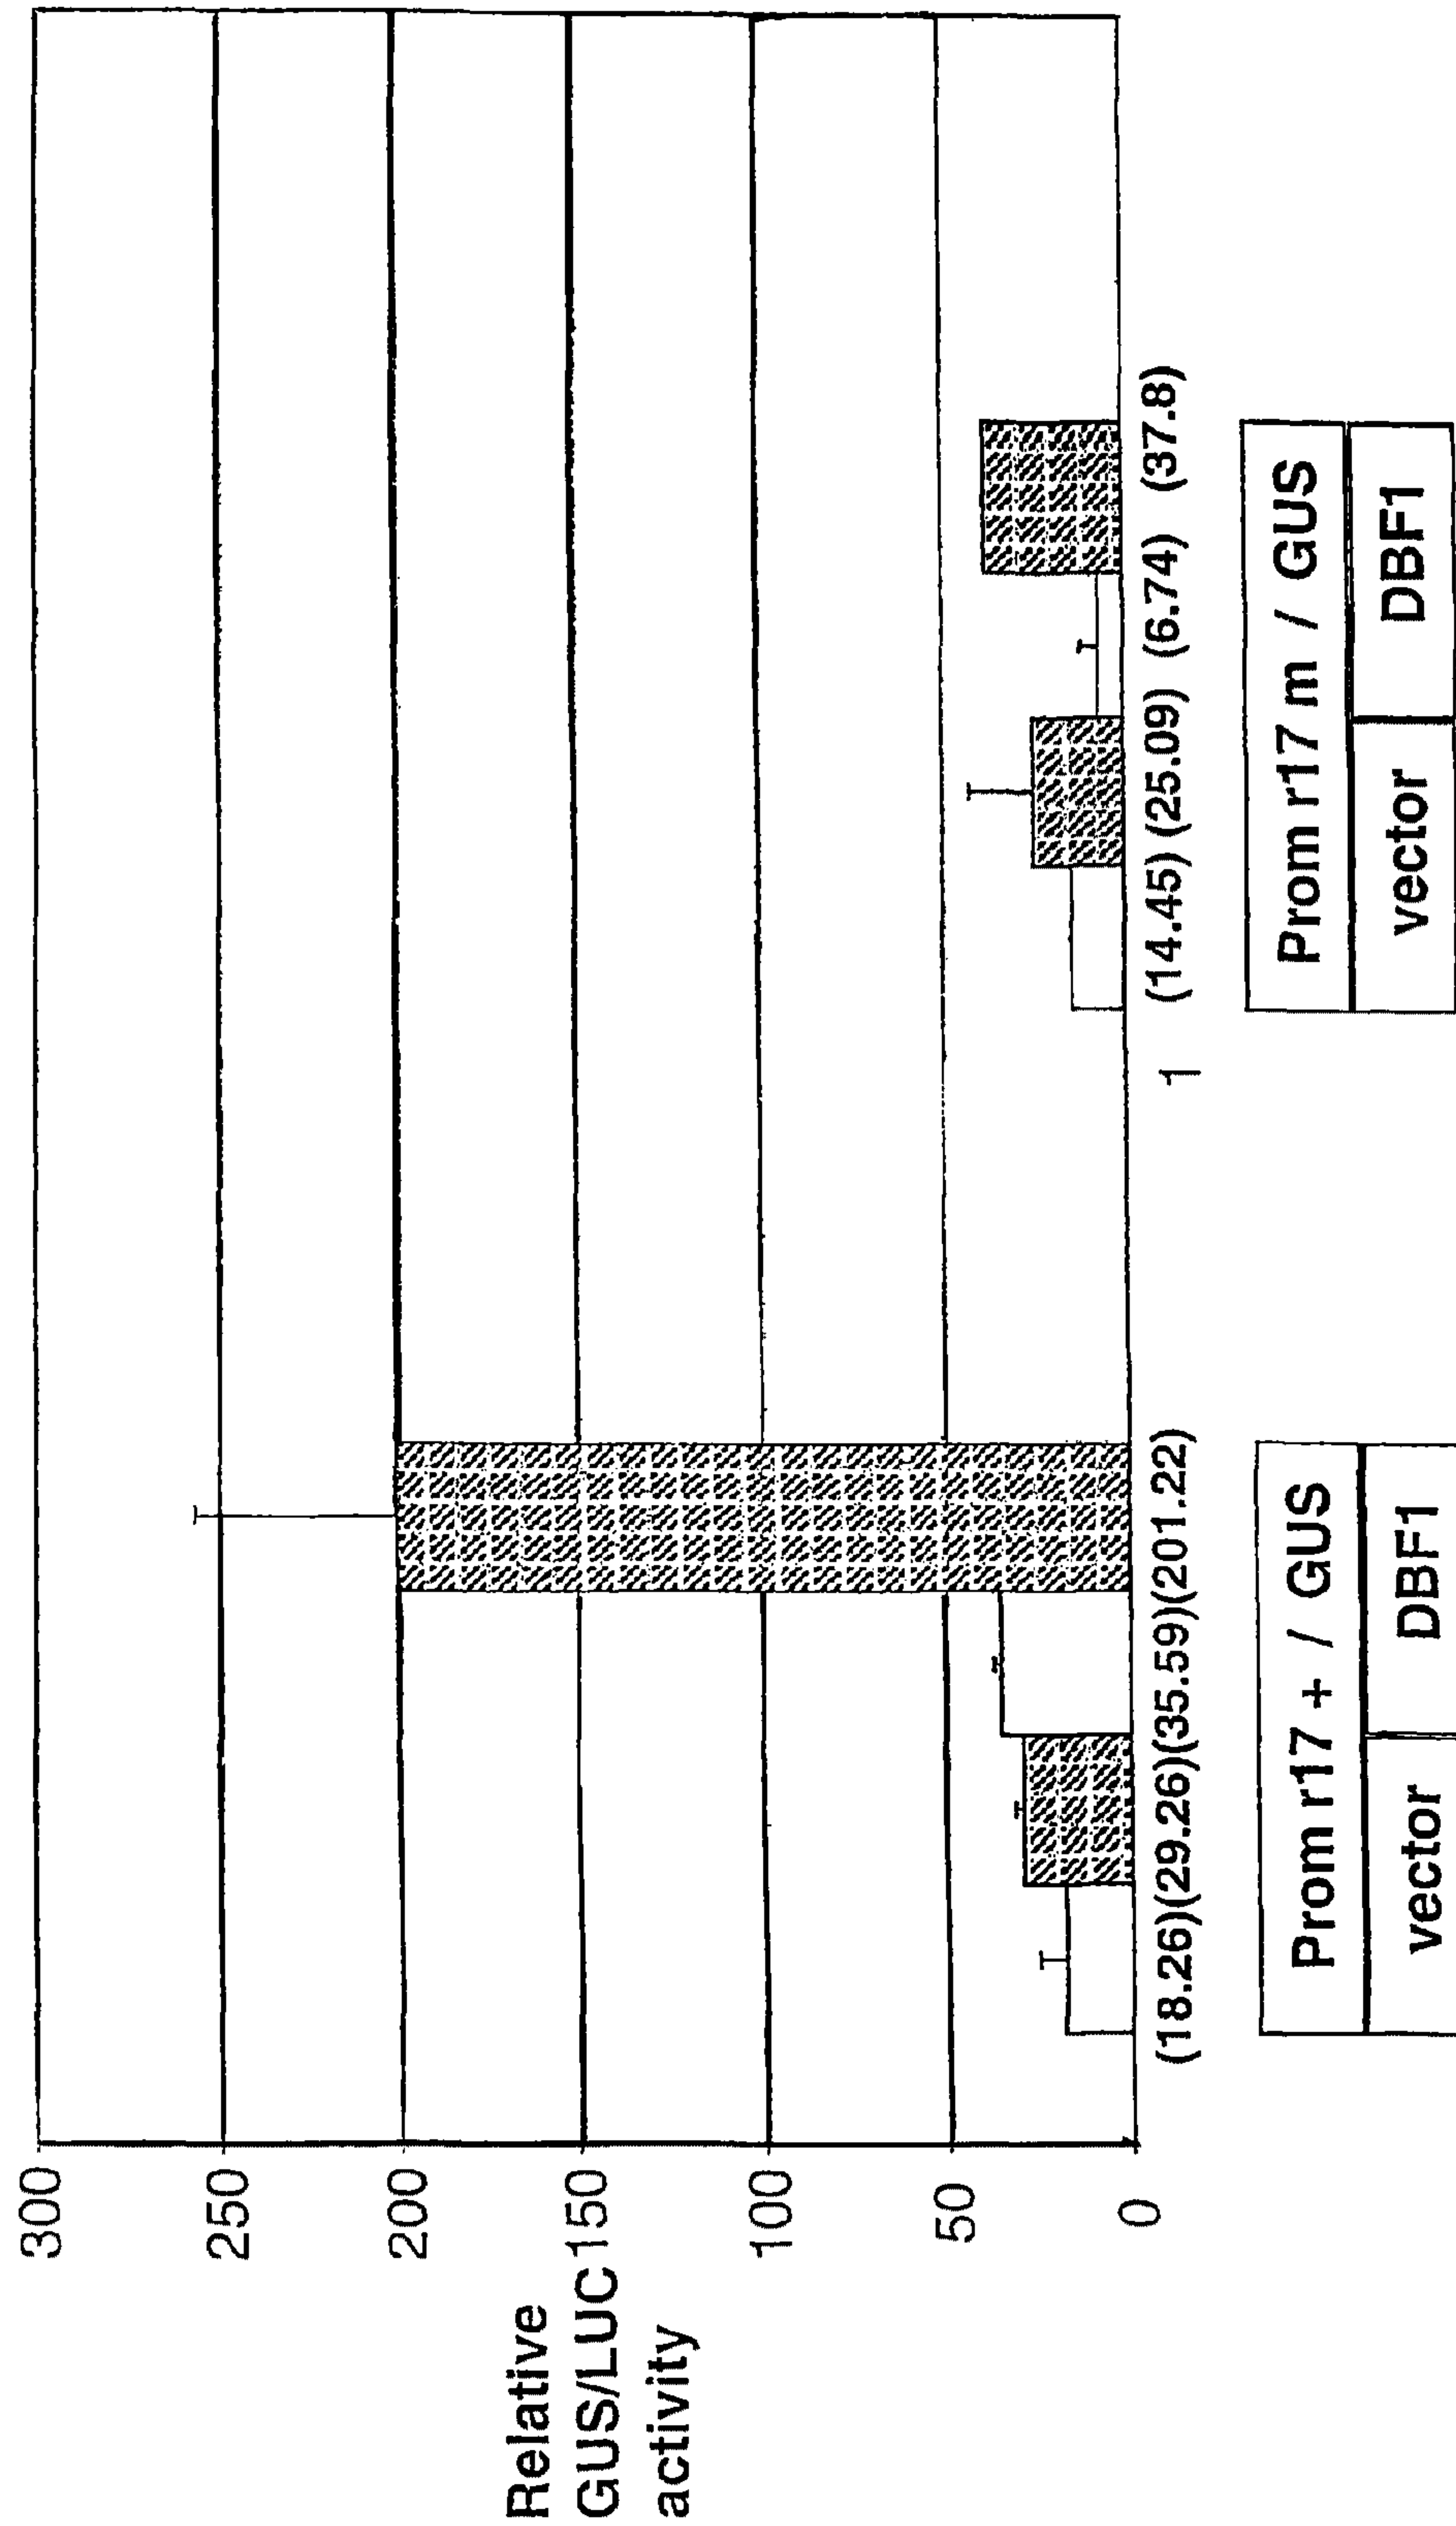 300
250
200
150
100
50
0
Relative
GUS/LUC
activity
(18.26)(29.26)(35.59)(201.22)
1
(14.45) (25.09) (6.74) (37.8)
Prom r17 + / GUS
vector DBF1
Prom r17 m / GUS
vector DBF1